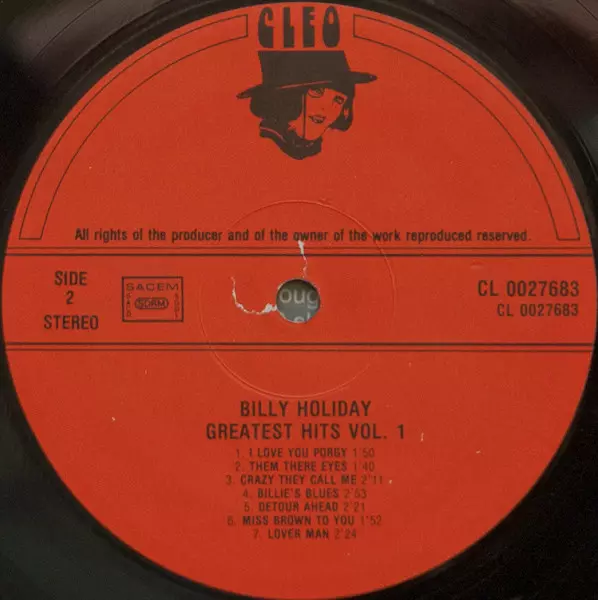 CLEO
All rights of the producer and of the owner of the work reproduced reserved.
SIDE
2
STEREO
SACEM
SDRM
CL 0027683
CL 0027683
BILLY HOLIDAY
GREATEST HITS VOL. 1
1. I LOVE YOU PORGY 1'50
2. THEM THERE EYES 1'40
3. CRAZY THEY CALL ME 2'11
4. BILLIE'S BLUES 2'53
5. DETOUR AHEAD 2'21
6. MISS BROWN TO YOU 1'52
7. LOVER MAN 2'24